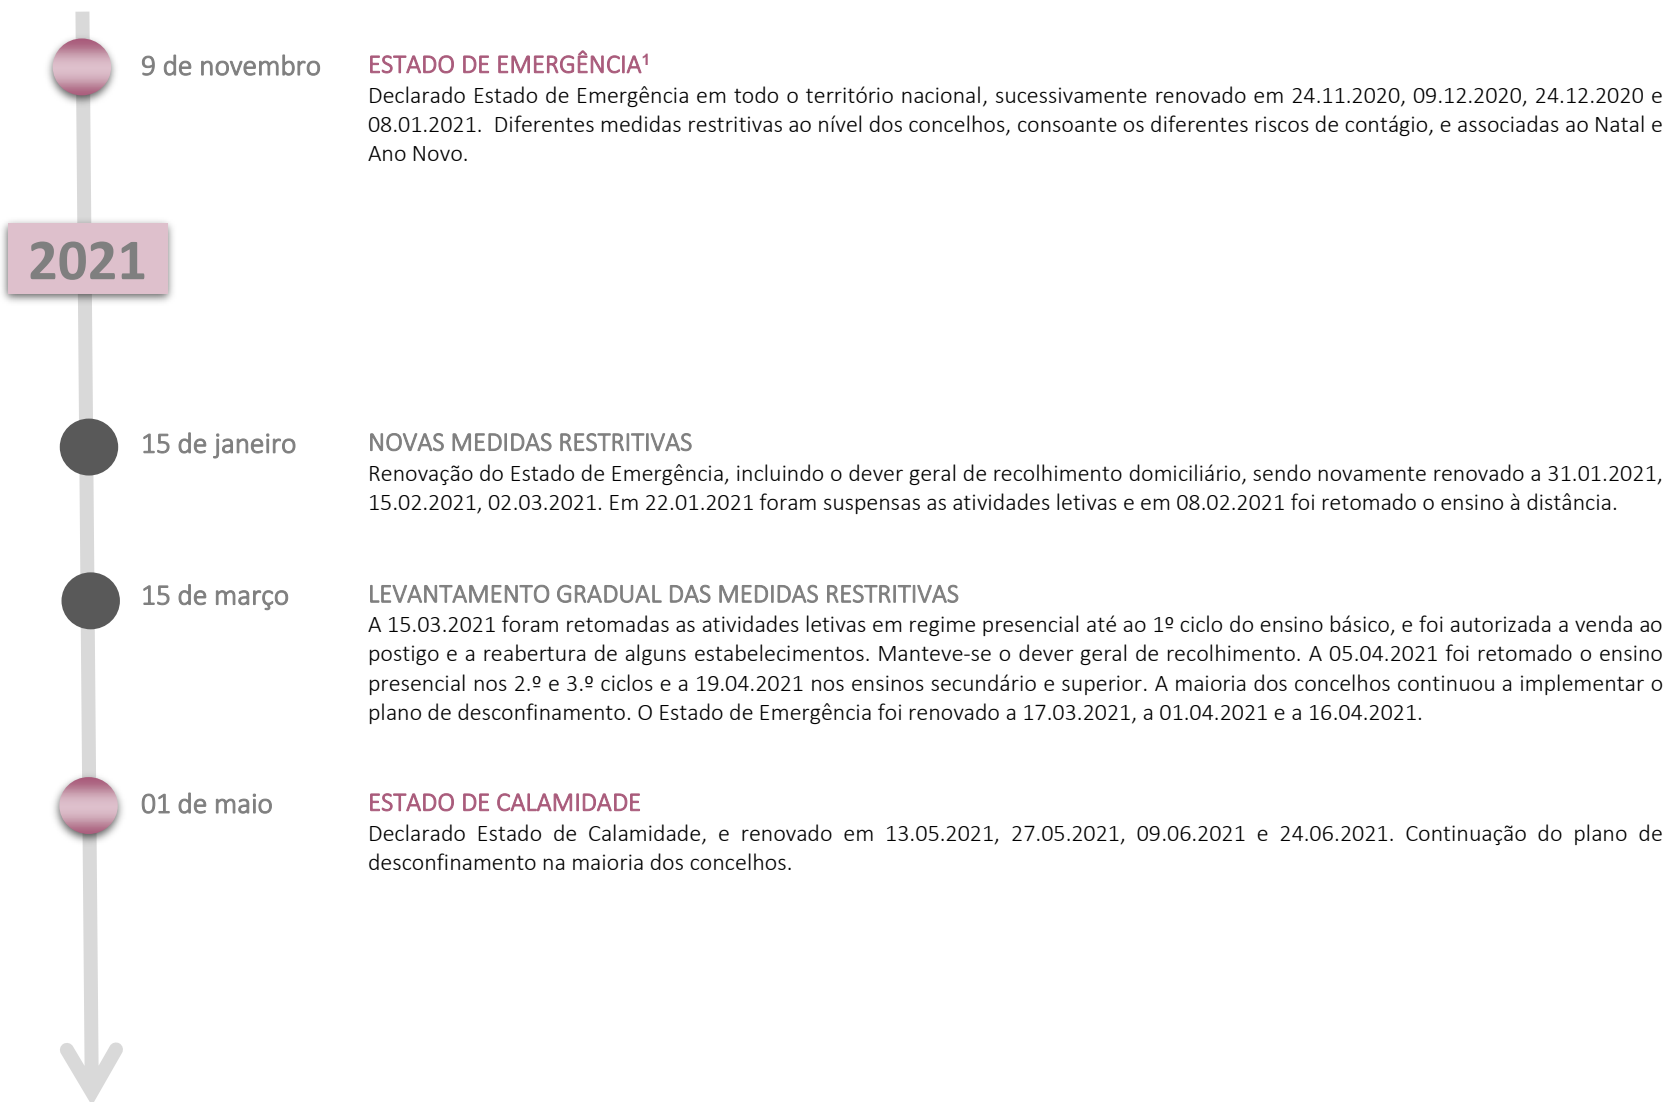 9 de novembro
ESTADO DE EMERGÊNCIA¹
Declarado Estado de Emergência em todo o território nacional, sucessivamente renovado em 24.11.2020, 09.12.2020, 24.12.2020 e
08.01.2021. Diferentes medidas restritivas ao nível dos concelhos, consoante os diferentes riscos de contágio, e associadas ao Natal e
Ano Novo.
2021
15 de janeiro
NOVAS MEDIDAS RESTRITIVAS
Renovação do Estado de Emergência, incluindo o dever geral de recolhimento domiciliário, sendo novamente renovado a 31.01.2021,
15.02.2021, 02.03.2021. Em 22.01.2021 foram suspensas as atividades letivas e em 08.02.2021 foi retomado o ensino à distância.
15 de março
LEVANTAMENTO GRADUAL DAS MEDIDAS RESTRITIVAS
A 15.03.2021 foram retomadas as atividades letivas em regime presencial até ao 1º ciclo do ensino básico, e foi autorizada a venda ao
postigo e a reabertura de alguns estabelecimentos. Manteve-se o dever geral de recolhimento. A 05.04.2021 foi retomado o ensino
presencial nos 2.º e 3.º ciclos e a 19.04.2021 nos ensinos secundário e superior. A maioria dos concelhos continuou a implementar o
plano de desconfinamento. O Estado de Emergência foi renovado a 17.03.2021, a 01.04.2021 e a 16.04.2021.
01 de maio
ESTADO DE CALAMIDADE
Declarado Estado de Calamidade, e renovado em 13.05.2021, 27.05.2021, 09.06.2021 e 24.06.2021. Continuação do plano de
desconfinamento na maioria dos concelhos.